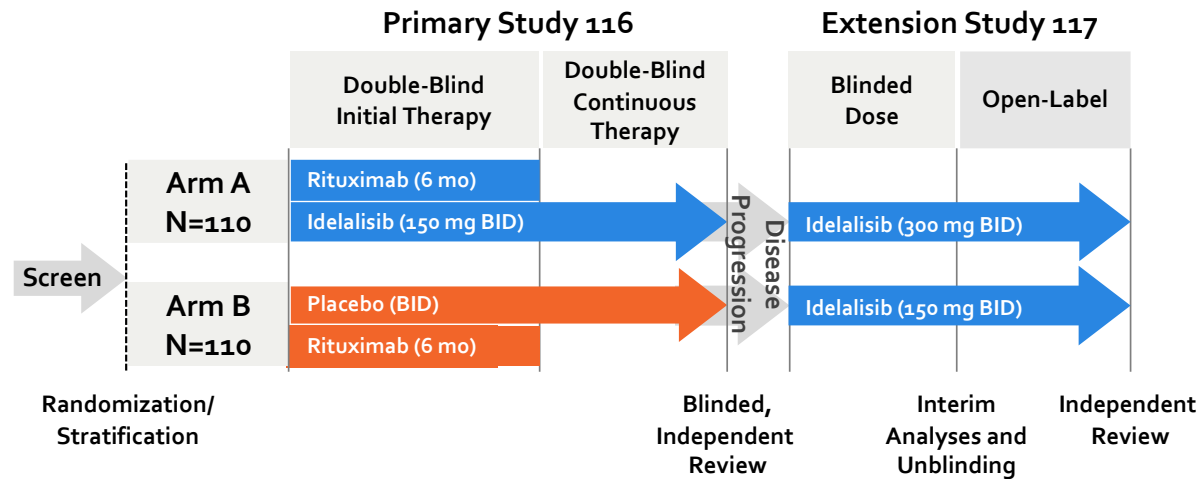 Primary Study 116
Extension Study 117
Double-Blind
Initial Therapy
Double-Blind
Continuous
Therapy
Blinded
Dose
Open-Label
Screen
Arm A
N=110
Rituximab (6 mo)
Idelalisib (150 mg BID)
Arm B
N=110
Placebo (BID)
Rituximab (6 mo)
Disease
Progression
Idelalisib (300 mg BID)
Idelalisib (150 mg BID)
Randomization/
Stratification
Blinded,
Independent
Review
Interim
Analyses and
Unblinding
Independent
Review